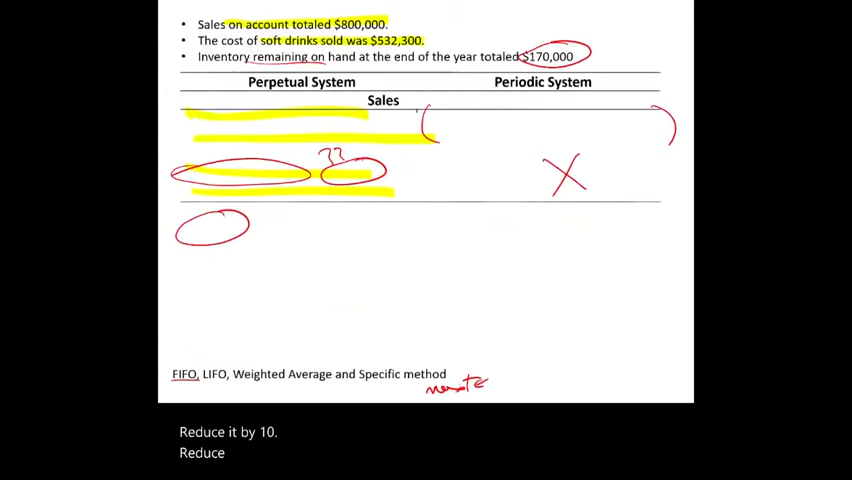 • Sales on account totaled $800,000.
• The cost of soft drinks sold was $532,300.
• Inventory remaining on hand at the end of the year totaled $170,000
Perpetual System Periodic System
Sales
??
FIFO, LIFO, Weighted Average and Specific method
Reduce it by 10.
Reduce